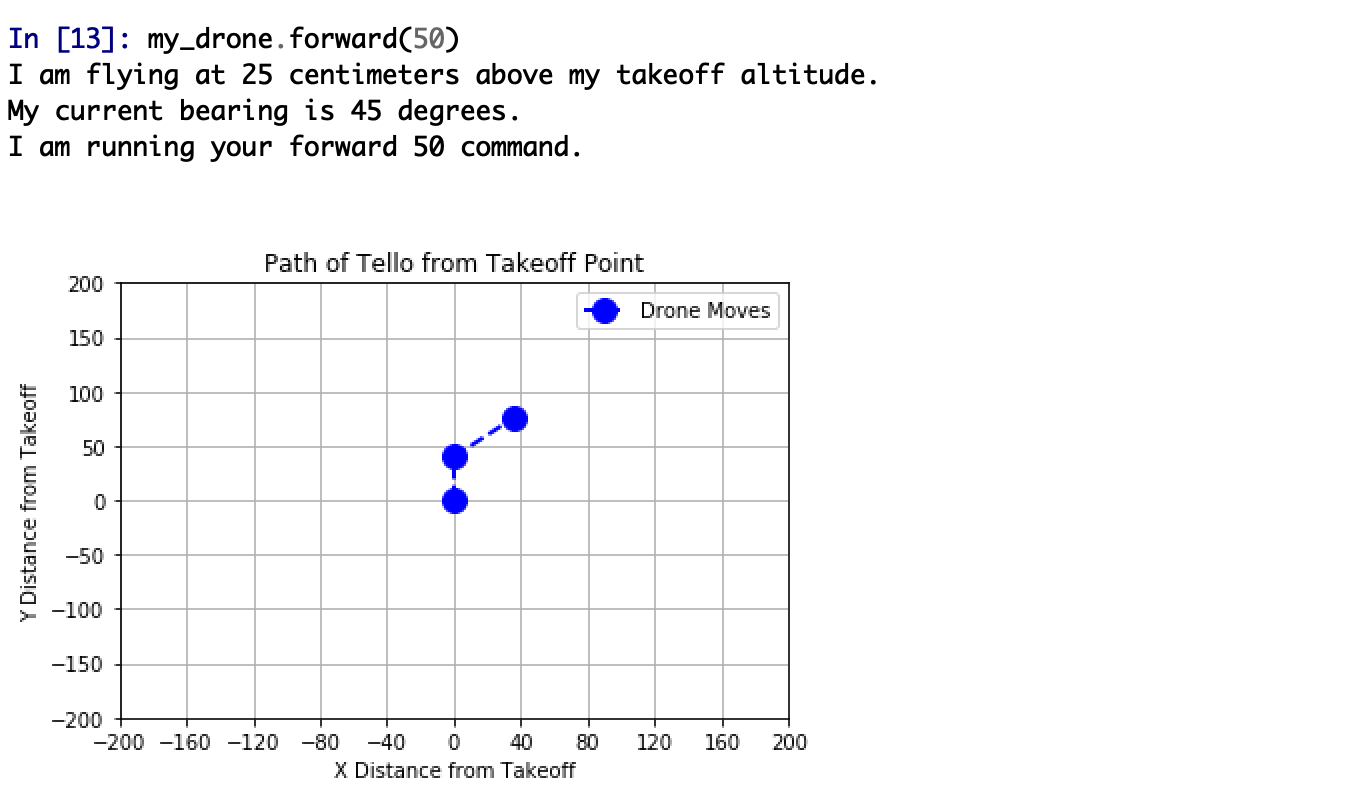 In [13]: my_drone.forward(50)
I am flying at 25 centimeters above my takeoff altitude.
My current bearing is 45 degrees.
I am running your forward 50 command.
Path of Tello from Takeoff Point
Drone Moves
200
150
100
50
0
−50
−100
−150
−200
Y Distance from Takeoff
−200 −160 −120 −80 −40 0 40 80 120 160 200
X Distance from Takeoff